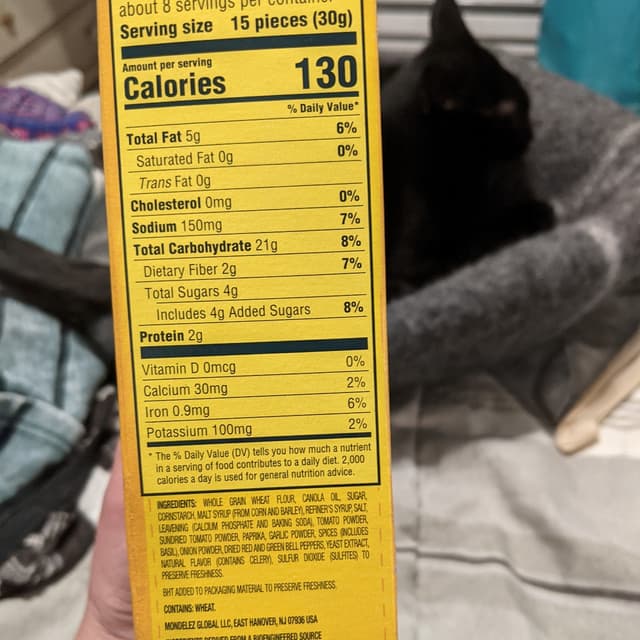 about 8 servings per container
Serving size 15 pieces (30g)
Amount per serving
Calories 130
% Daily Value*
Total Fat 5g 6%
Saturated Fat 0g 0%
Trans Fat 0g
Cholesterol 0mg 0%
Sodium 150mg 7%
Total Carbohydrate 21g 8%
Dietary Fiber 2g 7%
Total Sugars 4g
Includes 4g Added Sugars 8%
Protein 2g
Vitamin D 0mcg 0%
Calcium 30mg 2%
Iron 0.9mg 6%
Potassium 100mg 2%
* The % Daily Value (DV) tells you how much a nutrient
in a serving of food contributes to a daily diet. 2,000
calories a day is used for general nutrition advice.
INGREDIENTS: WHOLE GRAIN WHEAT FLOUR, CANOLA OIL, SUGAR,
CORNSTARCH, MALT SYRUP (FROM CORN AND BARLEY), REFINER'S SYRUP, SALT,
LEAVENING (CALCIUM PHOSPHATE AND BAKING SODA), TOMATO POWDER,
SUNDRIED TOMATO POWDER, PAPRIKA, GARLIC POWDER, SPICES (INCLUDES
BASIL), ONION POWDER, DRIED RED AND GREEN BELL PEPPERS, YEAST EXTRACT,
NATURAL FLAVOR (CONTAINS CELERY), SULFUR DIOXIDE (SULFITES) TO
PRESERVE FRESHNESS.
BHT ADDED TO PACKAGING MATERIAL TO PRESERVE FRESHNESS.
CONTAINS: WHEAT.
MONDELEZ GLOBAL LLC, EAST HANOVER, NJ 07936 USA
INGREDIENTS DERIVED FROM A BIOENGINEERED SOURCE